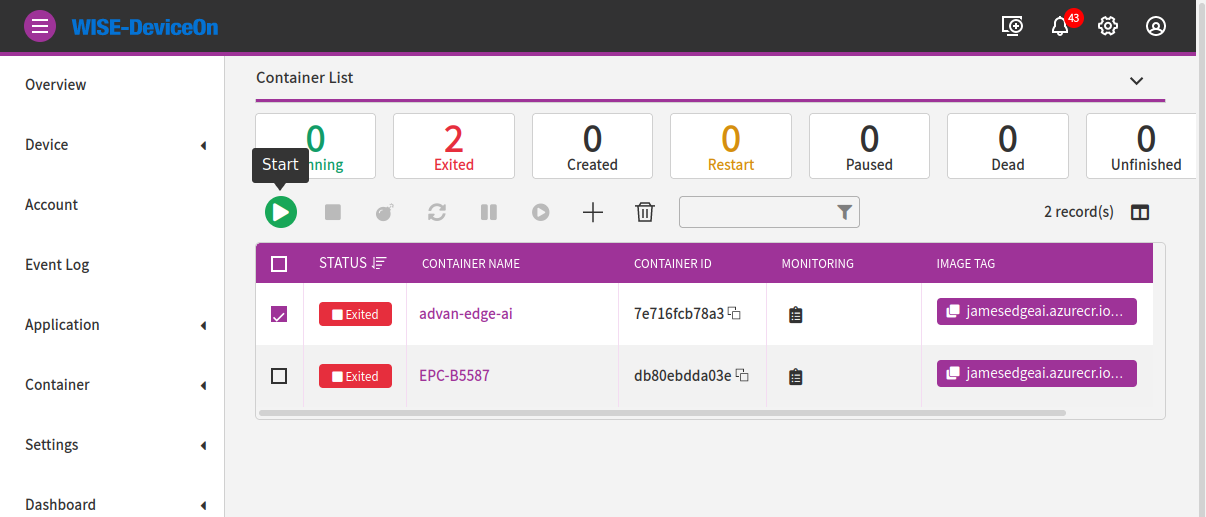 WISE-DeviceOn
43
Overview
Device
Account
Event Log
Application
Container
Settings
Dashboard
Container List
0 2 0 0 0 0 0
nning Exited Created Restart Paused Dead Unfinished
Start
2 record(s)
STATUS CONTAINER NAME CONTAINER ID MONITORING IMAGE TAG
Exited advan-edge-ai 7e716fcb78a3 jamesedgeai.azurecr.io...
Exited EPC-B5587 db80ebdda03e jamesedgeai.azurecr.io...